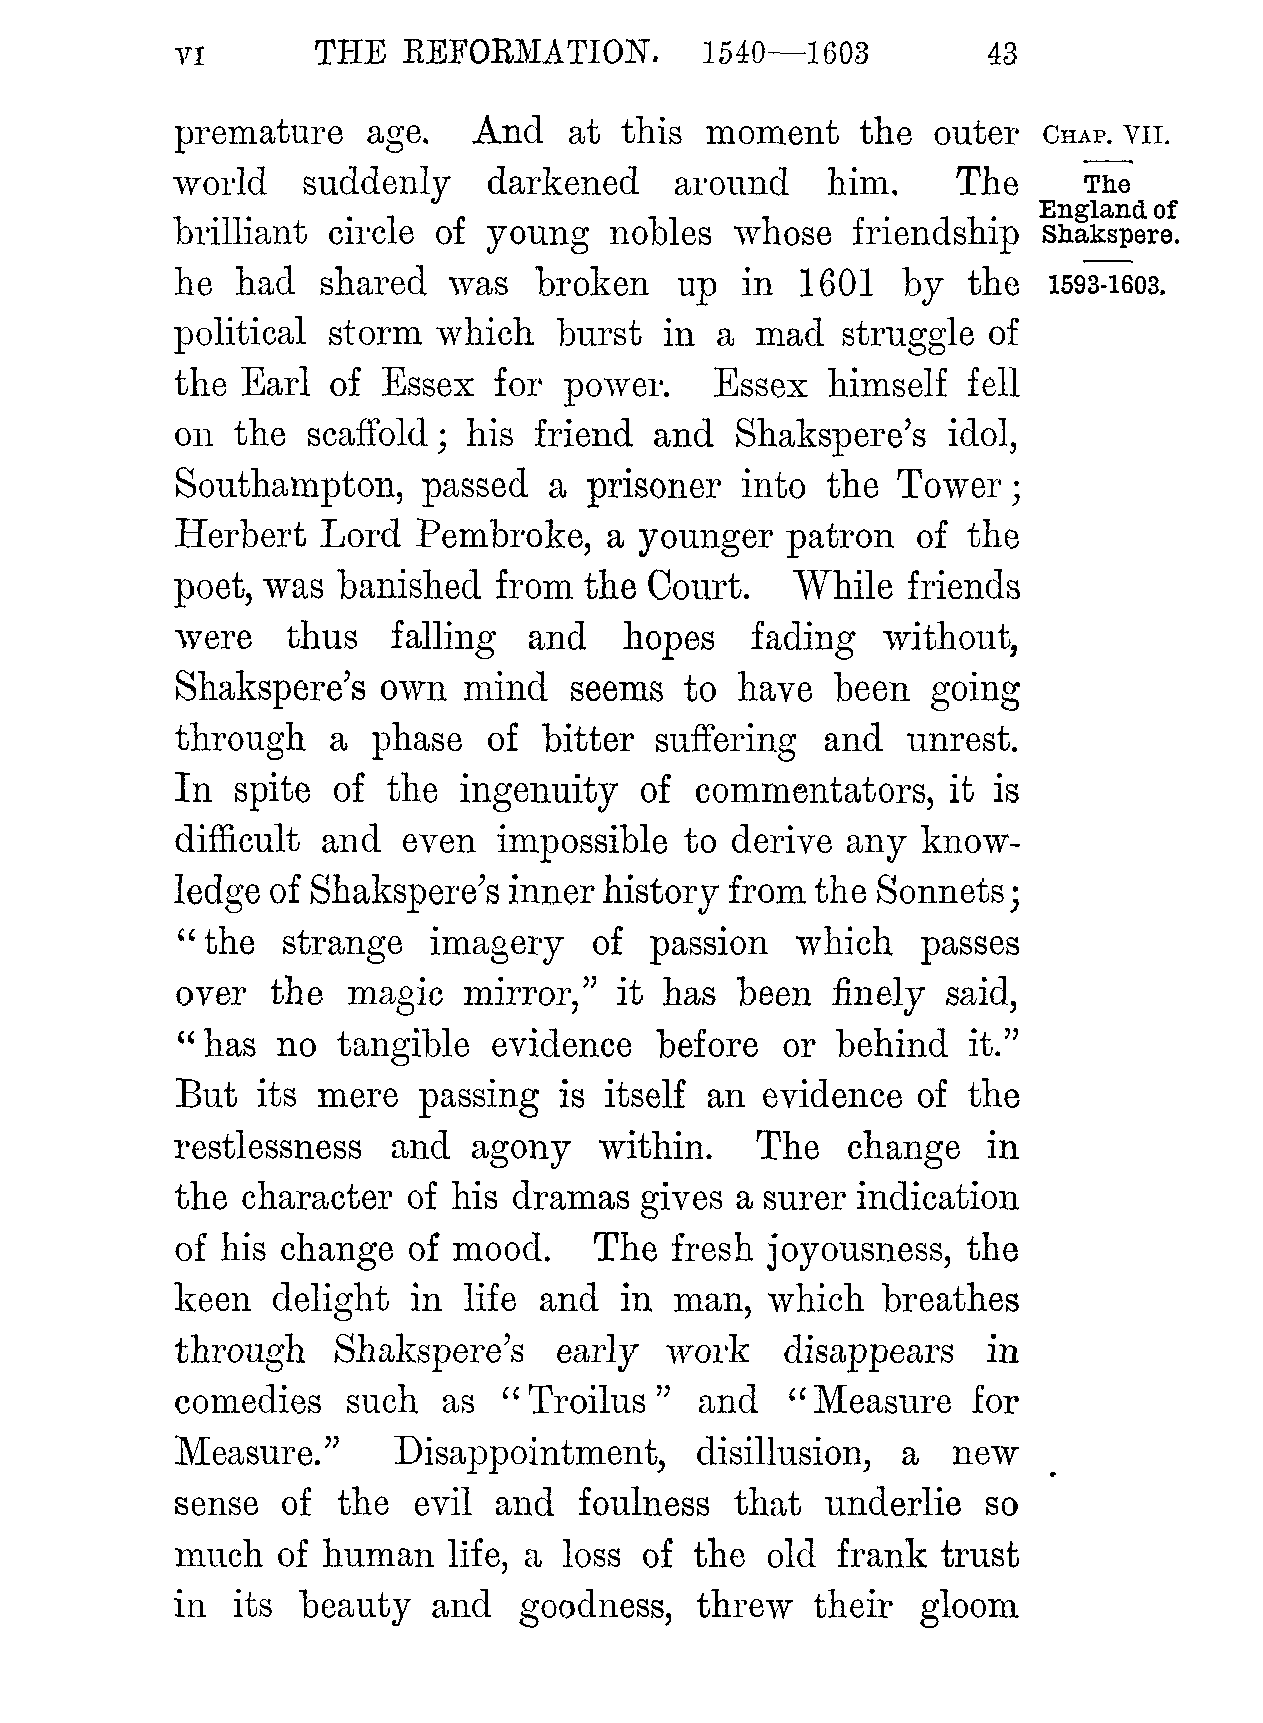 VI THE REFORMATION. 1540—1603 43
premature age. And at this moment the outer
world suddenly darkened around him. The
brilliant circle of young nobles whose friendship
he had shared was broken up in 1601 by the
political storm which burst in a mad struggle of
the Earl of Essex for power. Essex himself fell
on the scaffold; his friend and Shakspere's idol,
Southampton, passed a prisoner into the Tower;
Herbert Lord Pembroke, a younger patron of the
poet, was banished from the Court. While friends
were thus falling and hopes fading without,
Shakspere's own mind seems to have been going
through a phase of bitter suffering and unrest.
In spite of the ingenuity of commentators, it is
difficult and even impossible to derive any know-
ledge of Shakspere's inner history from the Sonnets;
"the strange imagery of passion which passes
over the magic mirror," it has been finely said,
"has no tangible evidence before or behind it."
But its mere passing is itself an evidence of the
restlessness and agony within. The change in
the character of his dramas gives a surer indication
of his change of mood. The fresh joyousness, the
keen delight in life and in man, which breathes
through Shakspere's early work disappears in
comedies such as "Troilus" and "Measure for
Measure." Disappointment, disillusion, a new
sense of the evil and foulness that underlie so
much of human life, a loss of the old frank trust
in its beauty and goodness, threw their gloom
CHAP. VII.
The
England of
Shakspere.
1593-1603.